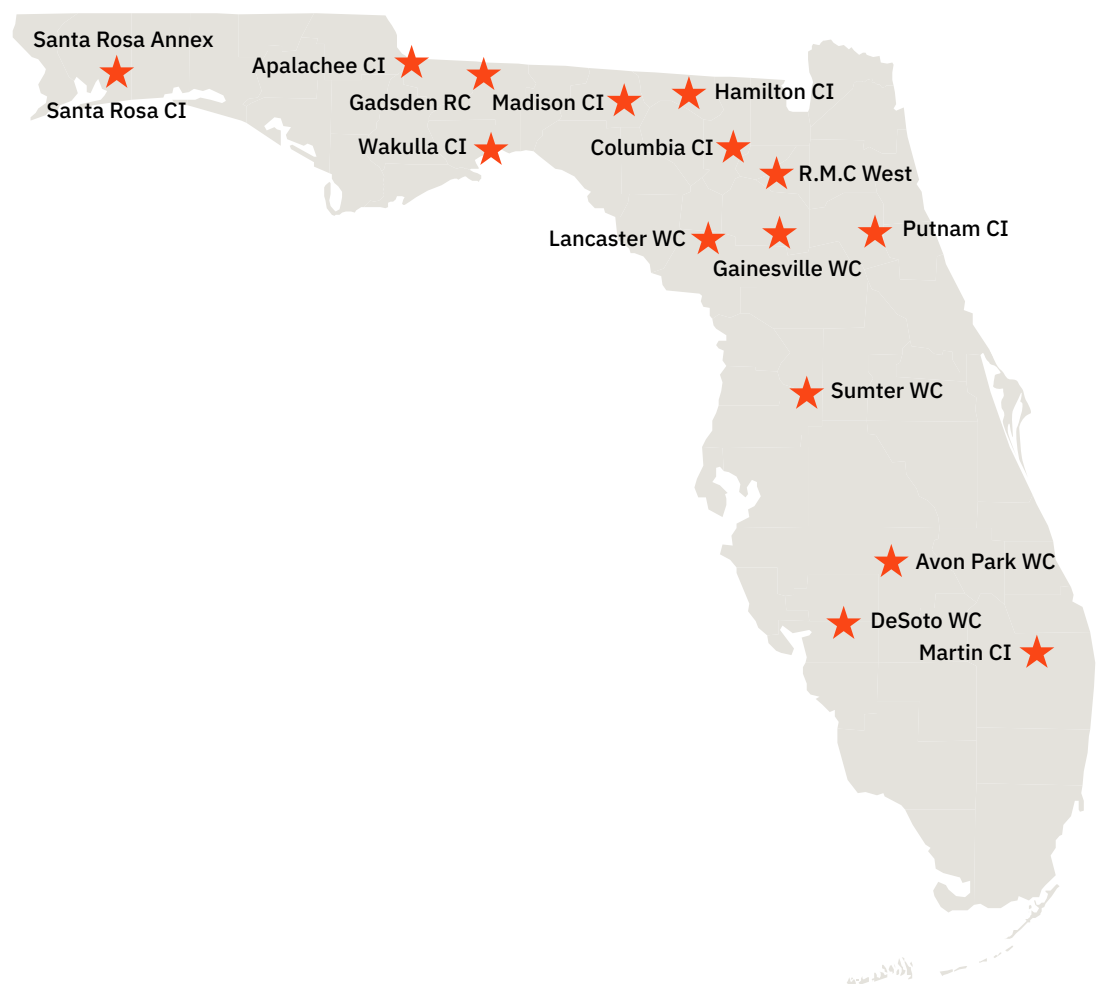 Santa Rosa Annex
Santa Rosa CI
Apalachee CI
Gadsden RC
Madison CI
Hamilton CI
Wakulla CI
Columbia CI
R.M.C West
Lancaster WC
Putnam CI
Gainesville WC
Sumter WC
Avon Park WC
DeSoto WC
Martin CI